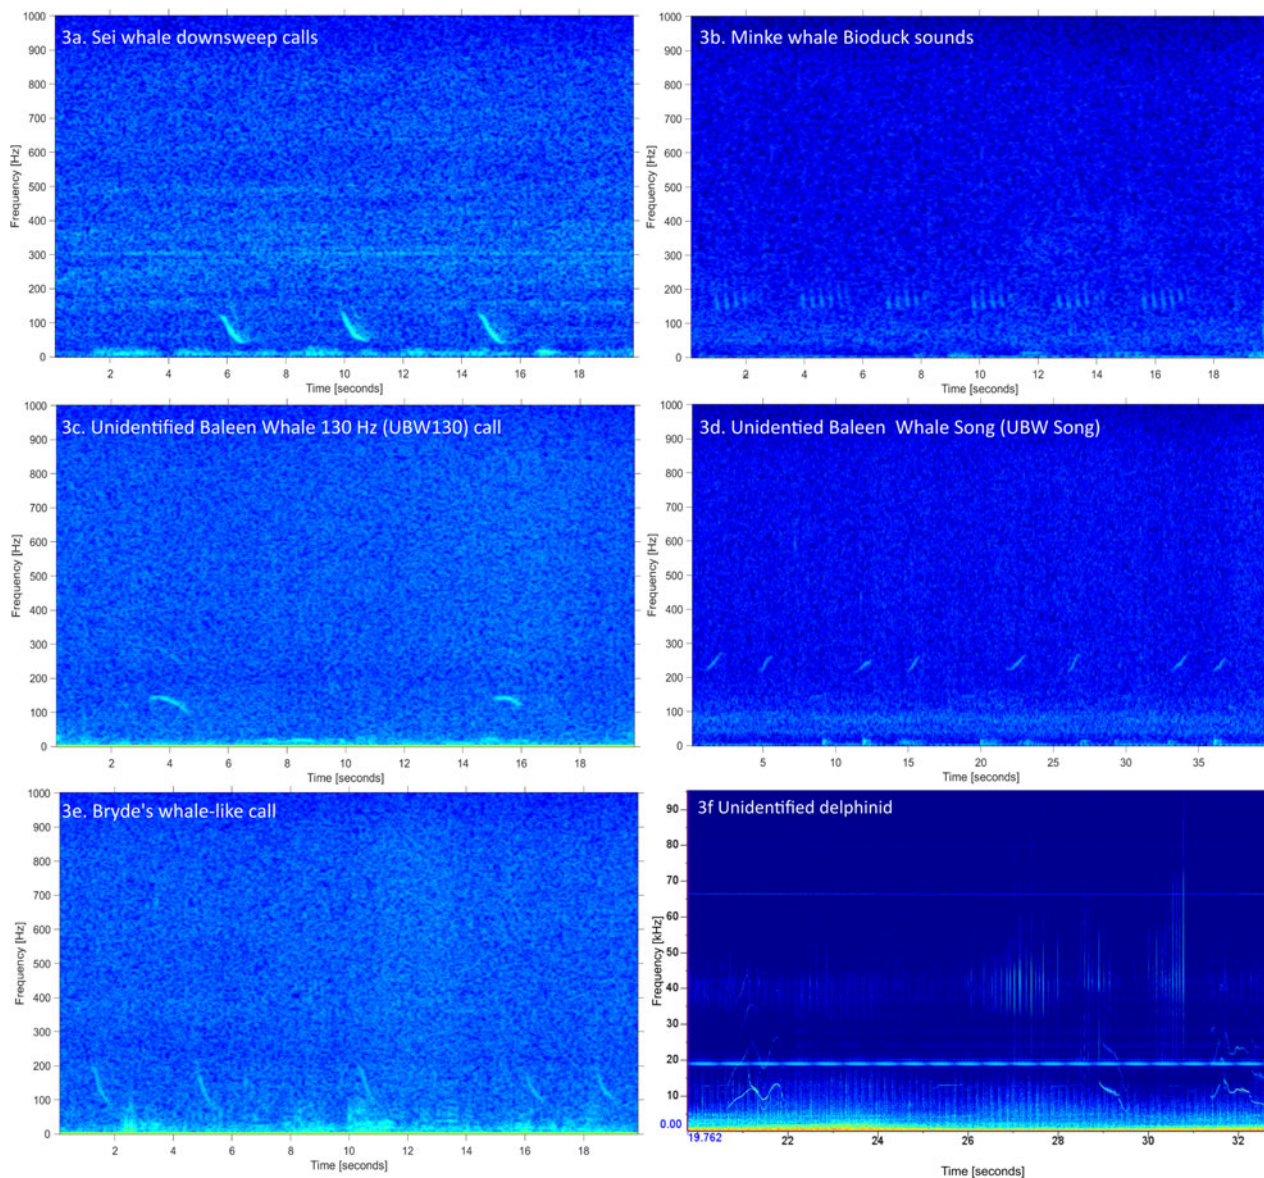 3a. Sei whale downsweep calls
1000
900
800
700
600
500
400
300
200
100
0
Frequency [Hz]
2 4 6 8 10 12 14 16 18
Time [seconds]
3b. Minke whale Bioduck sounds
1000
900
800
700
600
500
400
300
200
100
0
Frequency [Hz]
2 4 6 8 10 12 14 16 18
Time [seconds]
3c. Unidentified Baleen Whale 130 Hz (UBW130) call
1000
900
800
700
600
500
400
300
200
100
0
Frequency [Hz]
2 4 6 8 10 12 14 16 18
Time [seconds]
3d. Unidentied Baleen Whale Song (UBW Song)
1000
900
800
700
600
500
400
300
200
100
0
Frequency [Hz]
5 10 15 20 25 30 35
Time [seconds]
3e. Bryde's whale-like call
1000
900
800
700
600
500
400
300
200
100
0
Frequency [Hz]
2 4 6 8 10 12 14 16 18
Time [seconds]
3f Unidentified delphinid
90
80
70
60
50
40
30
20
10
0.00
Frequency [kHz]
19.762 22 24 26 28 30 32
Time [seconds]